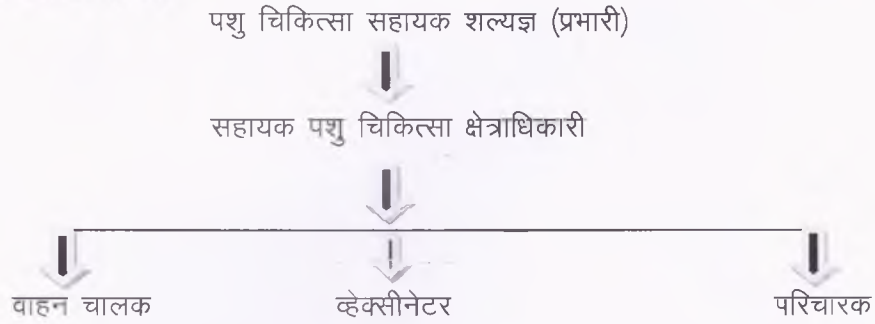 पशु चिकित्सा सहायक शल्यज्ञ (प्रभारी)
सहायक पशु चिकित्सा क्षेत्राधिकारी
वाहन चालक व्हेक्सीनेटर परिचारक